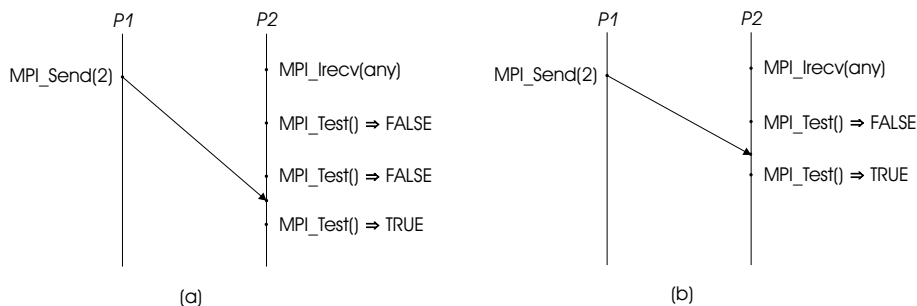 P1 P2
MPI_Send(2)
MPI_Irecv(any)
MPI_Test() ⇒ FALSE
MPI_Test() ⇒ FALSE
MPI_Test() ⇒ TRUE
(a)
P1 P2
MPI_Send(2)
MPI_Irecv(any)
MPI_Test() ⇒ FALSE
MPI_Test() ⇒ TRUE
(b)